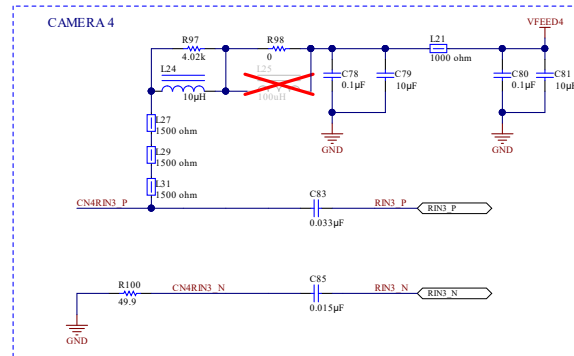 CAMERA 4
VFEED4
R97
4.02k
R98
0
L21
1000 ohm
L24
10µH
L25
100uH
C78
0.1µF
C79
10µF
C80
0.1µF
C81
10µF
L27
1500 ohm
L29
1500 ohm
L31
1500 ohm
GND
GND
CN4RIN3_P
C83
0.033µF
RIN3_P
RIN3_P
R100
49.9
CN4RIN3_N
C85
0.015µF
RIN3_N
RIN3_N
GND